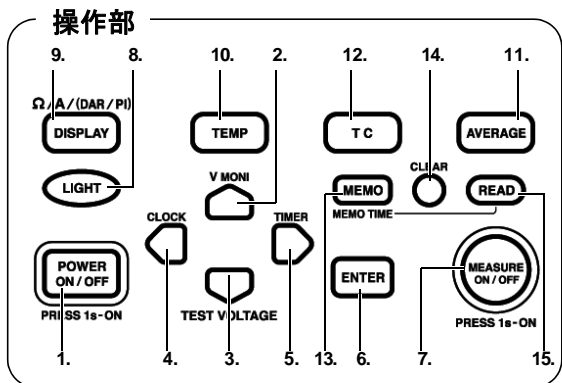 操作部
9. 8. 10. 2. 12. 14. 11.
Ω/A/(DAR/PI)
DISPLAY TEMP T C AVERAGE
V MONI CLEAR
LIGHT MEMO READ
CLOCK TIMER MEMO TIME
POWER
ON / OFF
ENTER
MEASURE
ON / OFF
PRESS 1s-ON TEST VOLTAGE PRESS 1s-ON
1. 4. 3. 5. 13. 6. 7. 15.